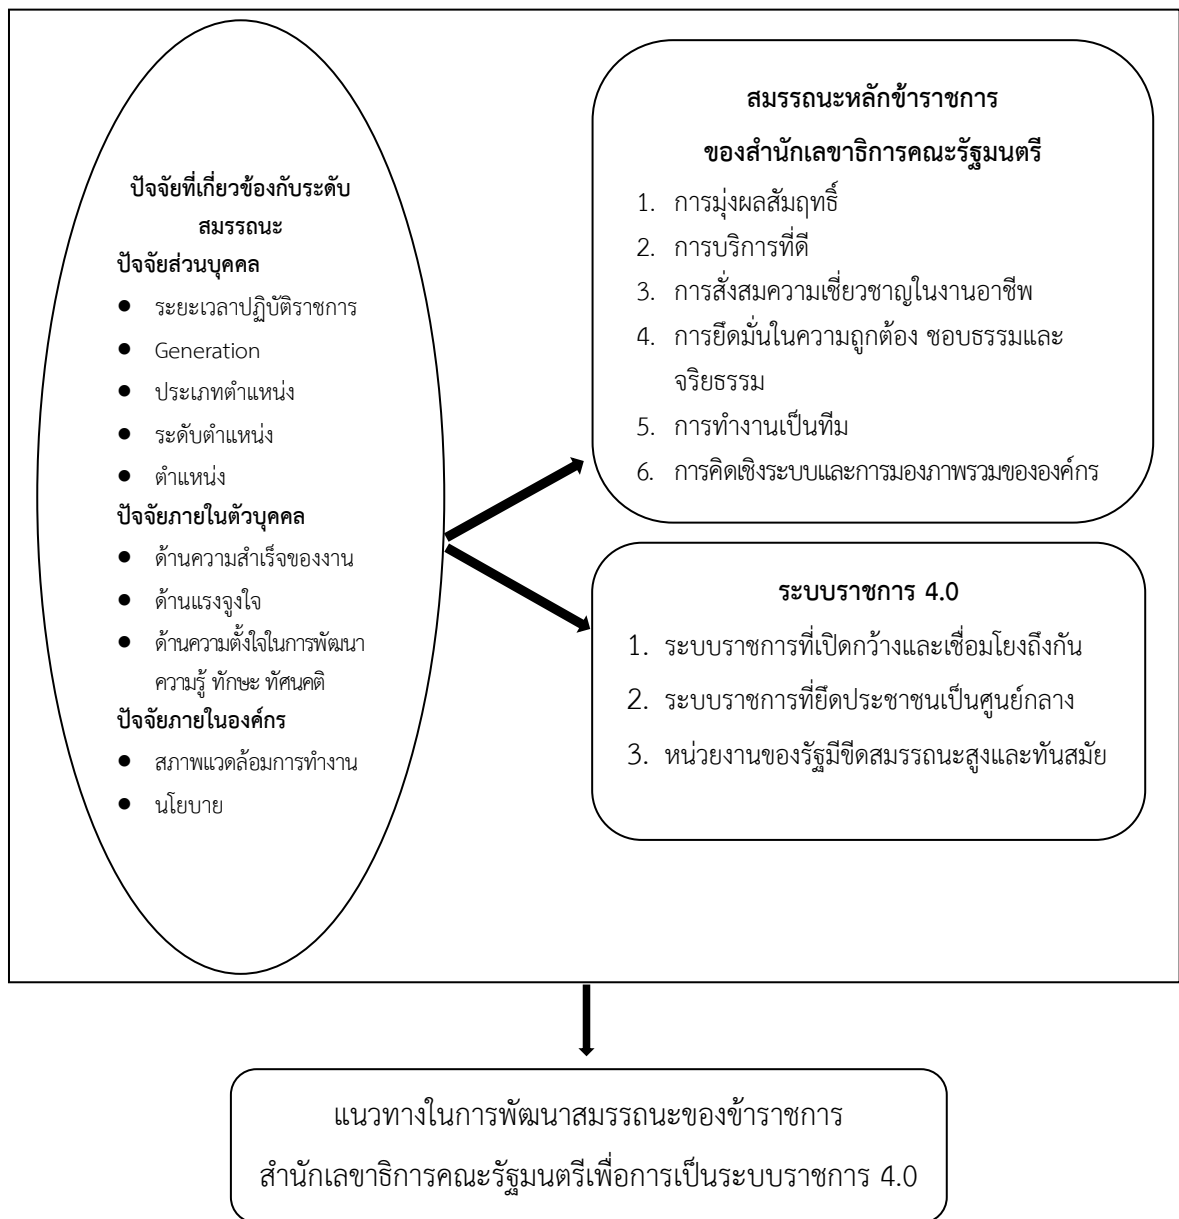 ปัจจัยที่เกี่ยวข้องกับระดับ
สมรรถนะ
ปัจจัยส่วนบุคคล
● ระยะเวลาปฏิบัติราชการ
● Generation
● ประเภทตำแหน่ง
● ระดับตำแหน่ง
● ตำแหน่ง
ปัจจัยภายในตัวบุคคล
● ด้านความสำเร็จของงาน
● ด้านแรงจูงใจ
● ด้านความตั้งใจในการพัฒนา
ความรู้ ทักษะ ทัศนคติ
ปัจจัยภายในองค์กร
● สภาพแวดล้อมการทำงาน
● นโยบาย
สมรรถนะหลักข้าราชการ
ของสำนักเลขาธิการคณะรัฐมนตรี
1. การมุ่งผลสัมฤทธิ์
2. การบริการที่ดี
3. การสั่งสมความเชี่ยวชาญในงานอาชีพ
4. การยึดมั่นในความถูกต้อง ชอบธรรมและ
จริยธรรม
5. การทำงานเป็นทีม
6. การคิดเชิงระบบและการมองภาพรวมขององค์กร
ระบบราชการ 4.0
1. ระบบราชการที่เปิดกว้างและเชื่อมโยงถึงกัน
2. ระบบราชการที่ยึดประชาชนเป็นศูนย์กลาง
3. หน่วยงานของรัฐมีขีดสมรรถนะสูงและทันสมัย
แนวทางในการพัฒนาสมรรถนะของข้าราชการ
สำนักเลขาธิการคณะรัฐมนตรีเพื่อการเป็นระบบราชการ 4.0